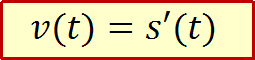 v(t) = s′(t)